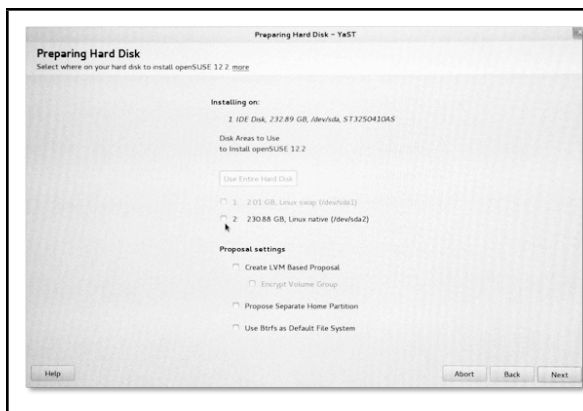 Preparing Hard Disk - YaST
Preparing Hard Disk
Select where on your hard disk to install openSUSE 12.2 more
Installing on:
1 IDE Disk, 232.89 GB, /dev/sda, ST3250410AS
Disk Areas to Use
to Install openSUSE 12.2
Use Entire Hard Disk
1 2.01 GB, Linux swap (/dev/sda1)
2 230.88 GB, Linux native (/dev/sda2)
Proposal settings
Create LVM Based Proposal
Encrypt Volume Group
Propose Separate Home Partition
Use Btrfs as Default File System
Help
Abort
Back
Next